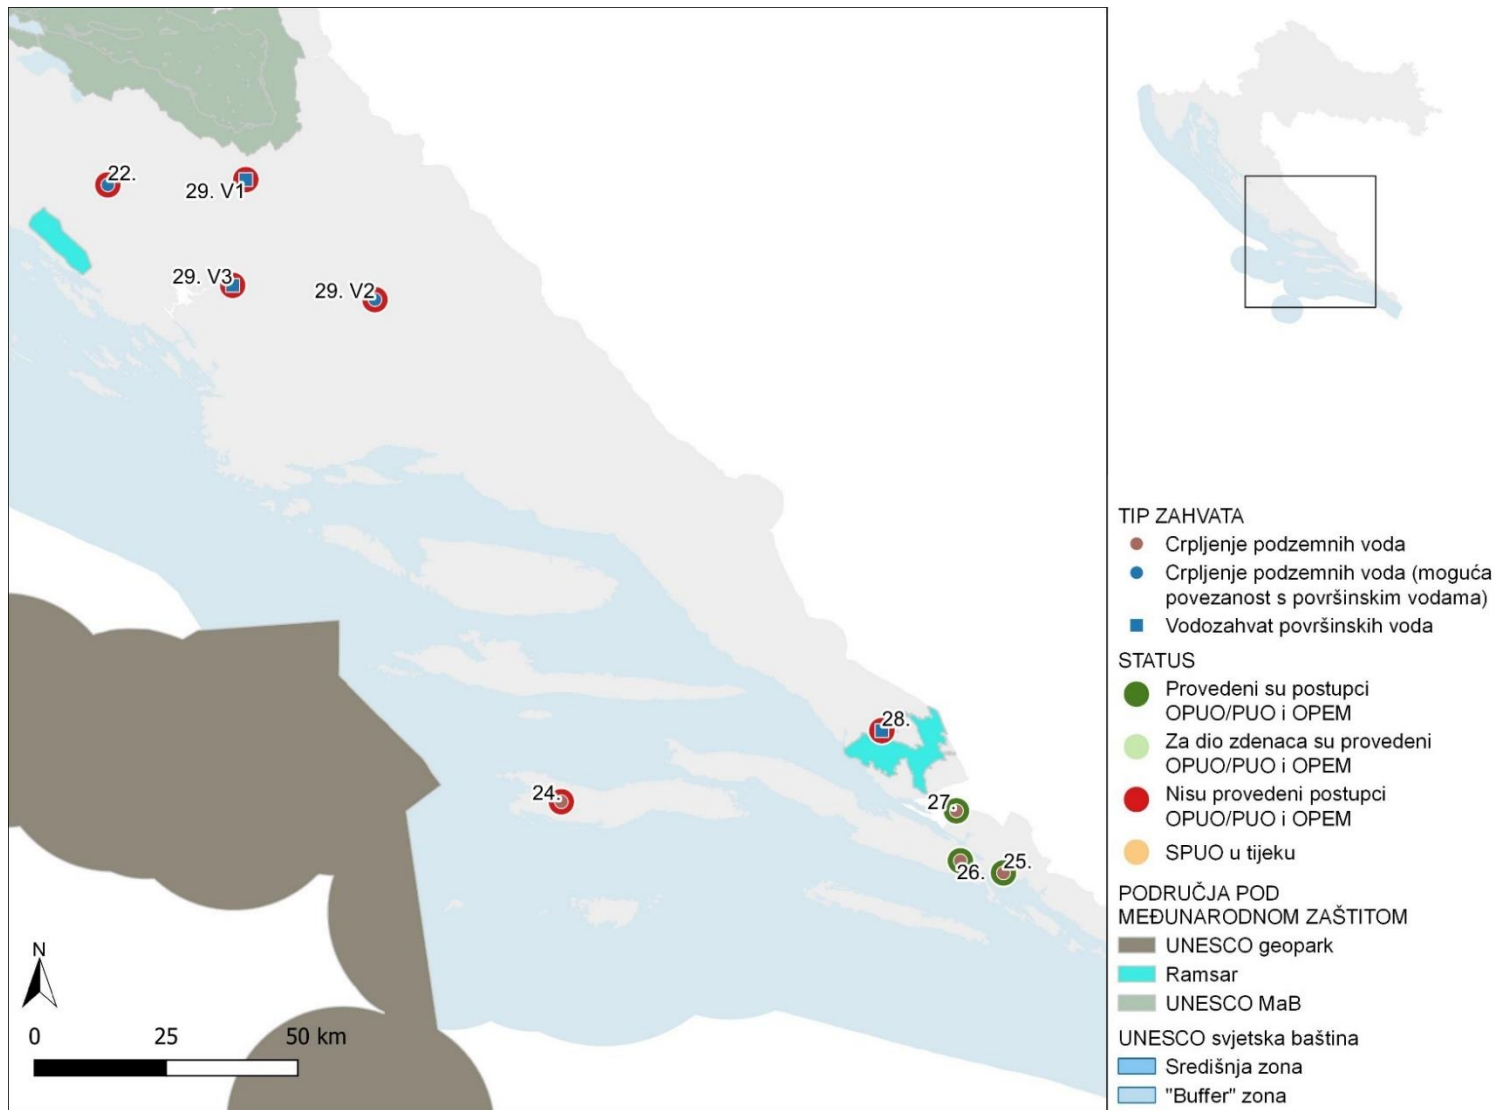 22.
29. V1
29. V3
29. V2
28.
24.
27.
26.
25.
N
0 25 50 km
TIP ZAHVATA
Crpljenje podzemnih voda
Crpljenje podzemnih voda (moguća
povezanost s površinskim vodama)
Vodozahvat površinskih voda
STATUS
Provedeni su postupci
OPUO/PUO i OPEM
Za dio zdenaca su provedeni
OPUO/PUO i OPEM
Nisu provedeni postupci
OPUO/PUO i OPEM
SPUO u tijeku
PODRUČJA POD
MEĐUNARODNOM ZAŠTITOM
UNESCO geopark
Ramsar
UNESCO MaB
UNESCO svjetska baština
Središnja zona
"Buffer" zona